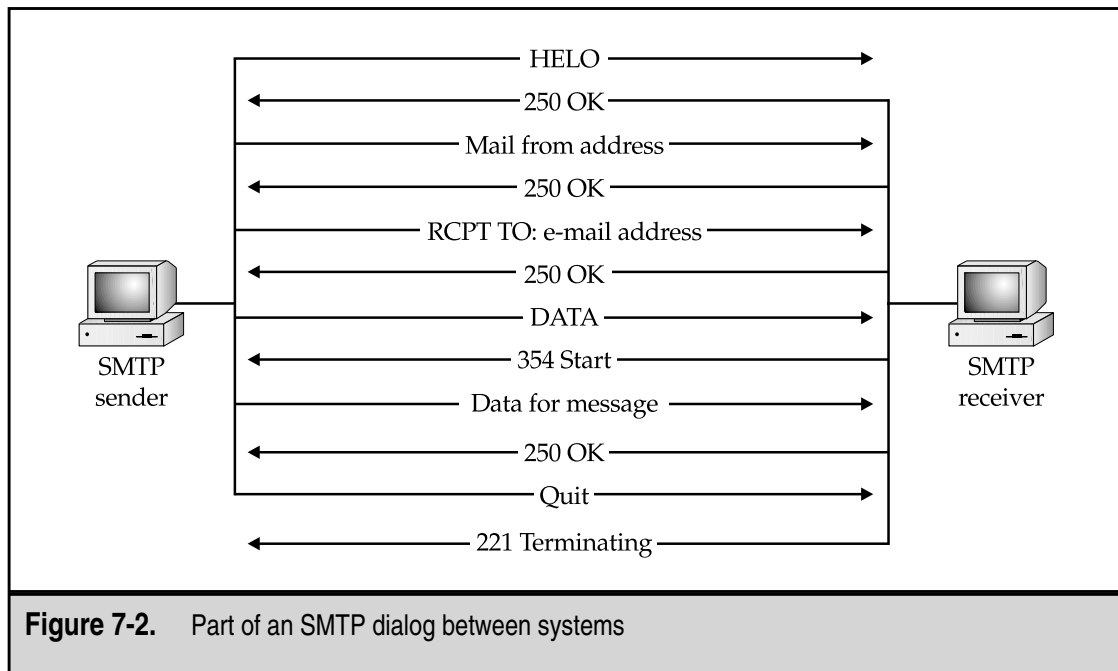 HELO
250 OK
Mail from address
250 OK
RCPT TO: e-mail address
250 OK
DATA
354 Start
Data for message
250 OK
Quit
221 Terminating
SMTP
sender
SMTP
receiver
Figure 7-2. Part of an SMTP dialog between systems